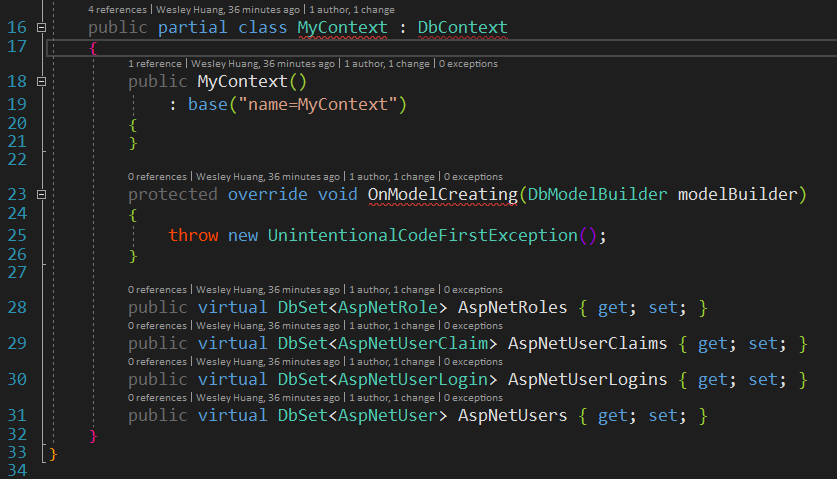 4 references | Wesley Huang, 36 minutes ago | 1 author, 1 change
16 public partial class MyContext : DbContext
17 {
1 reference | Wesley Huang, 36 minutes ago | 1 author, 1 change | 0 exceptions
18 public MyContext()
19 : base("name=MyContext")
20 {
21 }
22
0 references | Wesley Huang, 36 minutes ago | 1 author, 1 change | 0 exceptions
23 protected override void OnModelCreating(DbModelBuilder modelBuilder)
24 {
25 throw new UnintentionalCodeFirstException();
26 }
27
0 references | Wesley Huang, 36 minutes ago | 1 author, 1 change | 0 exceptions
28 public virtual DbSet<AspNetRole> AspNetRoles { get; set; }
0 references | Wesley Huang, 36 minutes ago | 1 author, 1 change | 0 exceptions
29 public virtual DbSet<AspNetUserClaim> AspNetUserClaims { get; set; }
0 references | Wesley Huang, 36 minutes ago | 1 author, 1 change | 0 exceptions
30 public virtual DbSet<AspNetUserLogin> AspNetUserLogins { get; set; }
0 references | Wesley Huang, 36 minutes ago | 1 author, 1 change | 0 exceptions
31 public virtual DbSet<AspNetUser> AspNetUsers { get; set; }
32 }
33 }
34